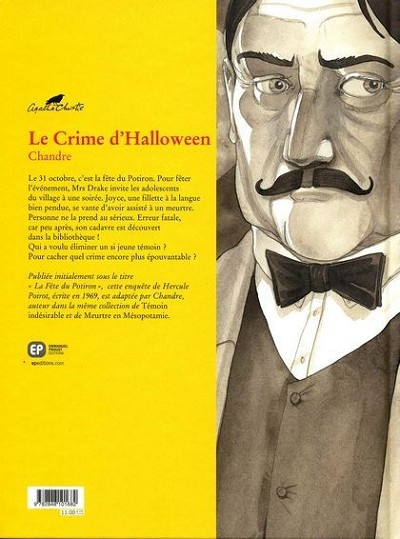 Agatha Christie
Le Crime d'Halloween
Chandre
Le 31 octobre, c'est la fête du Potiron. Pour fêter
l'événement, Mrs Drake invite les adolescents
du village à une soirée. Joyce, une fillette à la langue
bien pendue, se vante d'avoir assisté à un meurtre.
Personne ne la prend au sérieux. Erreur fatale,
car peu après, son cadavre est découvert
dans la bibliothèque !
Qui a voulu éliminer un si jeune témoin ?
Pour cacher quel crime encore plus épouvantable ?
Publiée initialement sous le titre
« La Fête du Potiron », cette enquête de Hercule
Poirot, écrite en 1969, est adaptée par Chandre,
auteur dans la même collection de Témoin
indésirable et de Meurtre en Mésopotamie.
EP
EMMANUEL
PROUST
EDITIONS
epeditions.com